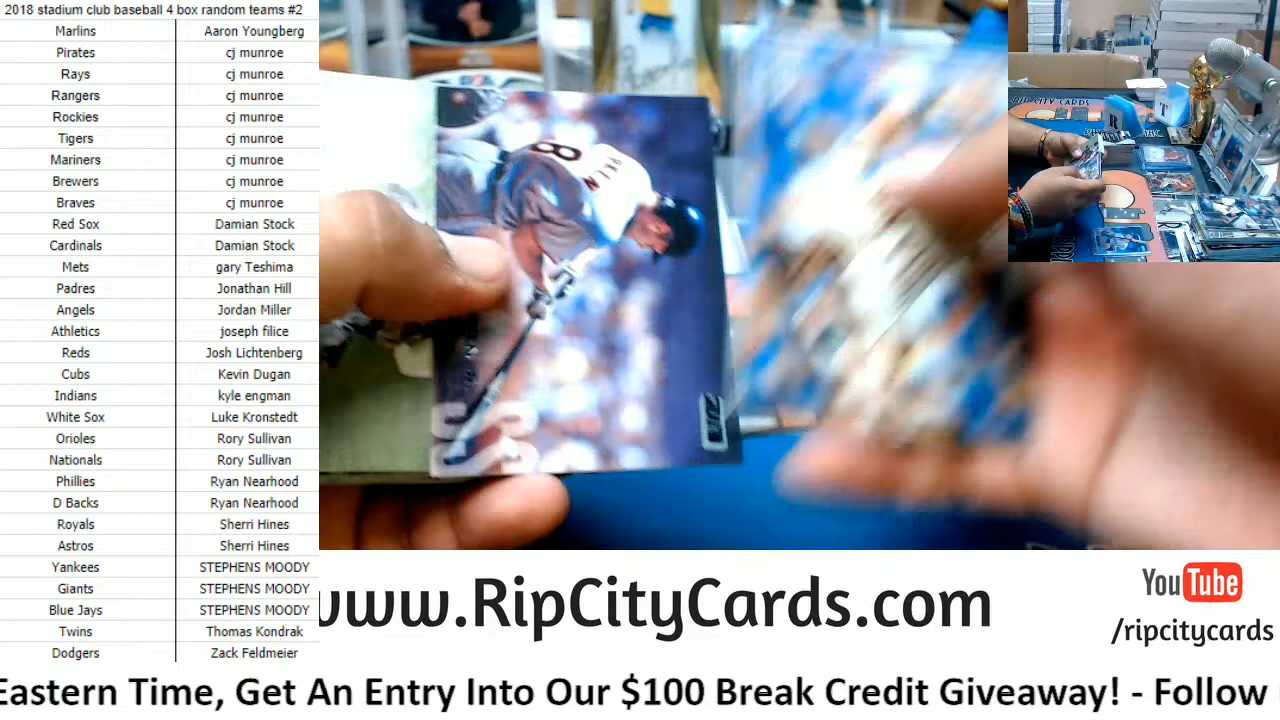 2018 stadium club baseball 4 box random teams #2
Marlins Aaron Youngberg
Pirates cj munroe
Rays cj munroe
Rangers cj munroe
Rockies cj munroe
Tigers cj munroe
Mariners cj munroe
Brewers cj munroe
Braves cj munroe
Red Sox Damian Stock
Cardinals Damian Stock
Mets gary Teshima
Padres Jonathan Hill
Angels Jordan Miller
Athletics joseph filice
Reds Josh Lichtenberg
Cubs Kevin Dugan
Indians kyle engman
White Sox Luke Kronstedt
Orioles Rory Sullivan
Nationals Rory Sullivan
Phillies Ryan Nearhood
D Backs Ryan Nearhood
Royals Sherri Hines
Astros Sherri Hines
Yankees STEPHENS MOODY
Giants STEPHENS MOODY
Blue Jays STEPHENS MOODY
Twins Thomas Kondrak
Dodgers Zack Feldmeier
8
RIP CITY CARDS
R
T
www.RipCityCards.com
YouTube
/ripcitycards
Eastern Time, Get An Entry Into Our $100 Break Credit Giveaway! - Follow